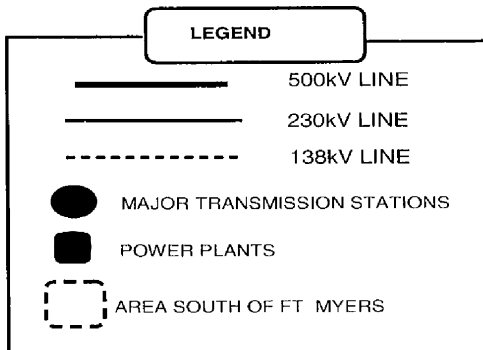 LEGEND
500kV LINE
230kV LINE
138kV LINE
MAJOR TRANSMISSION STATIONS
POWER PLANTS
AREA SOUTH OF FT MYERS